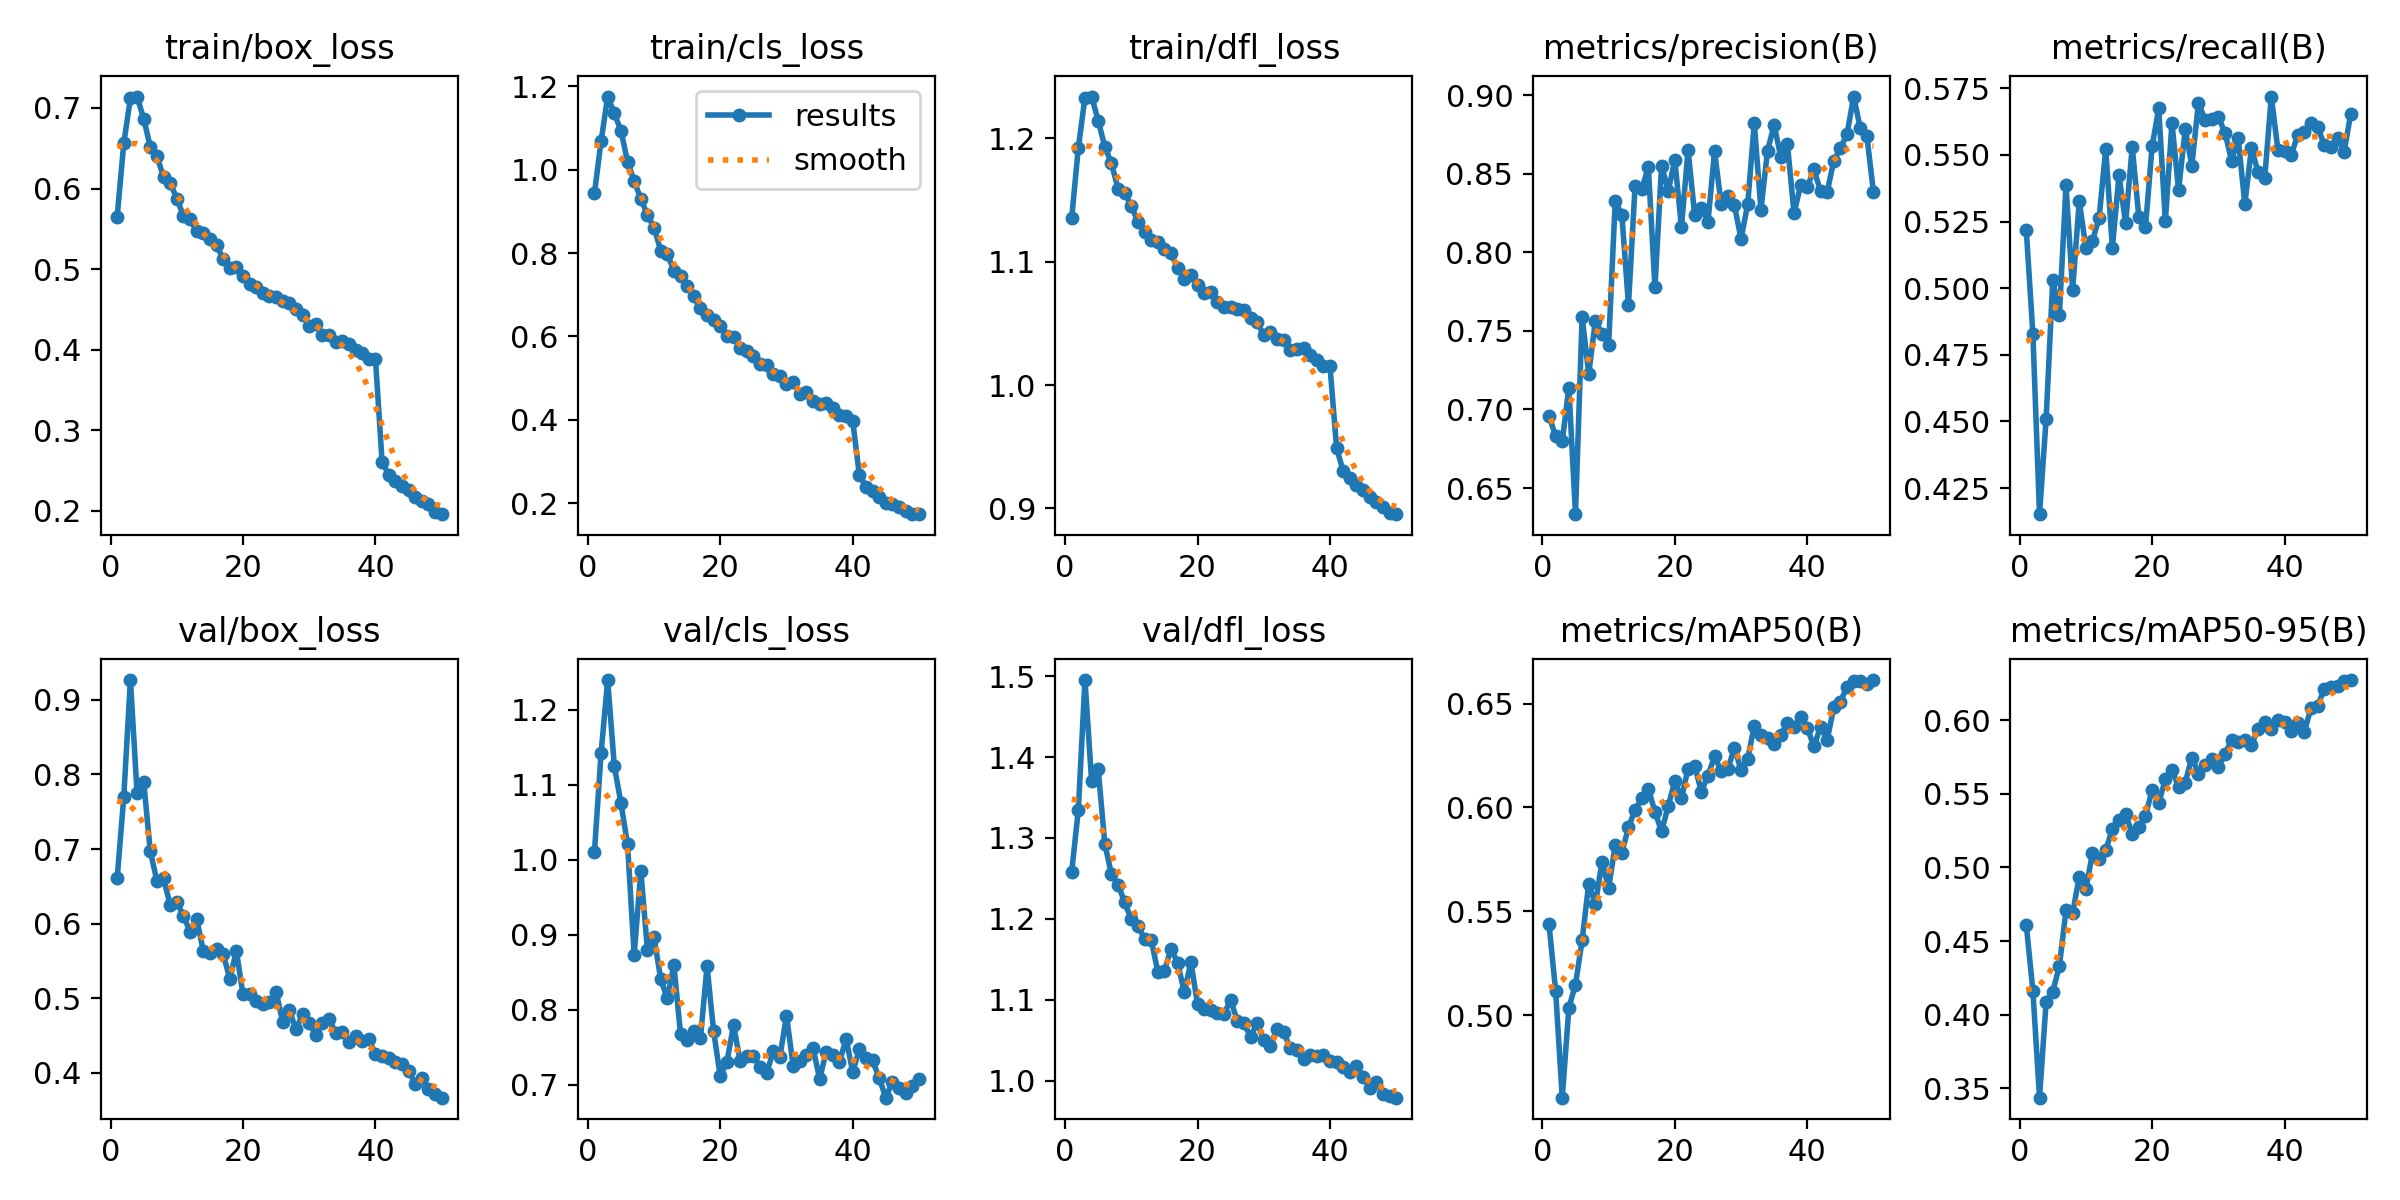 train/box_loss
0.7
0.6
0.5
0.4
0.3
0.2
0 20 40
train/cls_loss
results
smooth
1.2
1.0
0.8
0.6
0.4
0.2
0 20 40
train/dfl_loss
1.2
1.1
1.0
0.9
0 20 40
metrics/precision(B)
0.90
0.85
0.80
0.75
0.70
0.65
0 20 40
metrics/recall(B)
0.575
0.550
0.525
0.500
0.475
0.450
0.425
0 20 40
val/box_loss
0.9
0.8
0.7
0.6
0.5
0.4
0 20 40
val/cls_loss
1.2
1.1
1.0
0.9
0.8
0.7
0 20 40
val/dfl_loss
1.5
1.4
1.3
1.2
1.1
1.0
0 20 40
metrics/mAP50(B)
0.65
0.60
0.55
0.50
0 20 40
metrics/mAP50-95(B)
0.60
0.55
0.50
0.45
0.40
0.35
0 20 40